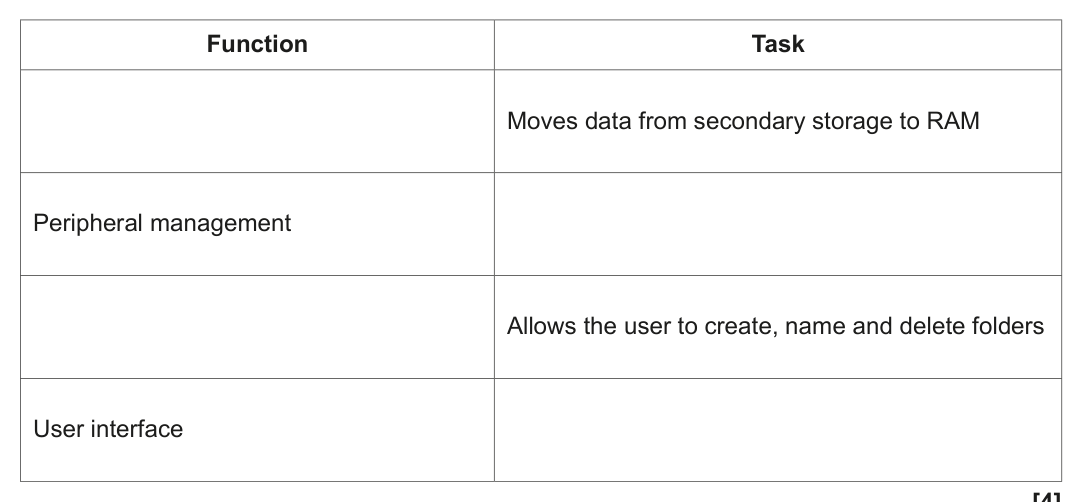 Function Task
Moves data from secondary storage to RAM
Peripheral management
Allows the user to create, name and delete folders
User interface
[4]